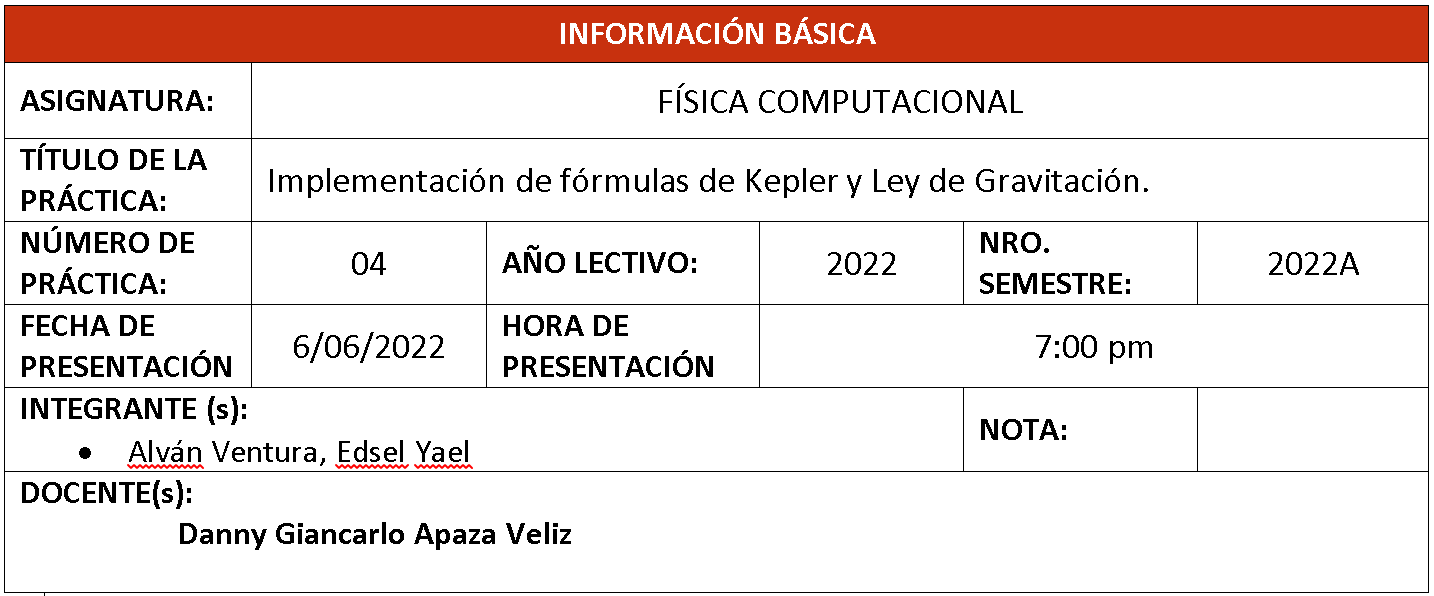 INFORMACIÓN BÁSICA
ASIGNATURA:
FÍSICA COMPUTACIONAL
TÍTULO DE LA
PRÁCTICA:
Implementación de fórmulas de Kepler y Ley de Gravitación.
NÚMERO DE
PRÁCTICA:
04
AÑO LECTIVO:
2022
NRO.
SEMESTRE:
2022A
FECHA DE
PRESENTACIÓN
6/06/2022
HORA DE
PRESENTACIÓN
7:00 pm
INTEGRANTE (s):
• Alván Ventura, Edsel Yael
NOTA:
DOCENTE(s):
Danny Giancarlo Apaza Veliz